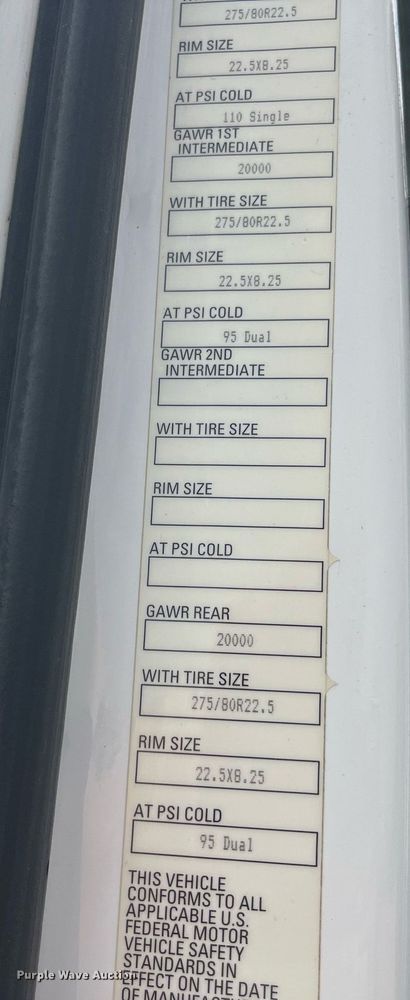 275/80R22.5
RIM SIZE
22.5X8.25
AT PSI COLD
110 Single
GAWR 1ST
INTERMEDIATE
20000
WITH TIRE SIZE
275/80R22.5
RIM SIZE
22.5X8.25
AT PSI COLD
95 Dual
GAWR 2ND
INTERMEDIATE
WITH TIRE SIZE
RIM SIZE
AT PSI COLD
GAWR REAR
20000
WITH TIRE SIZE
275/80R22.5
RIM SIZE
22.5X8.25
AT PSI COLD
95 Dual
THIS VEHICLE
CONFORMS TO ALL
APPLICABLE U.S.
FEDERAL MOTOR
VEHICLE SAFETY
STANDARDS IN
EFFECT ON THE DATE
Purple Wave Auction
OF